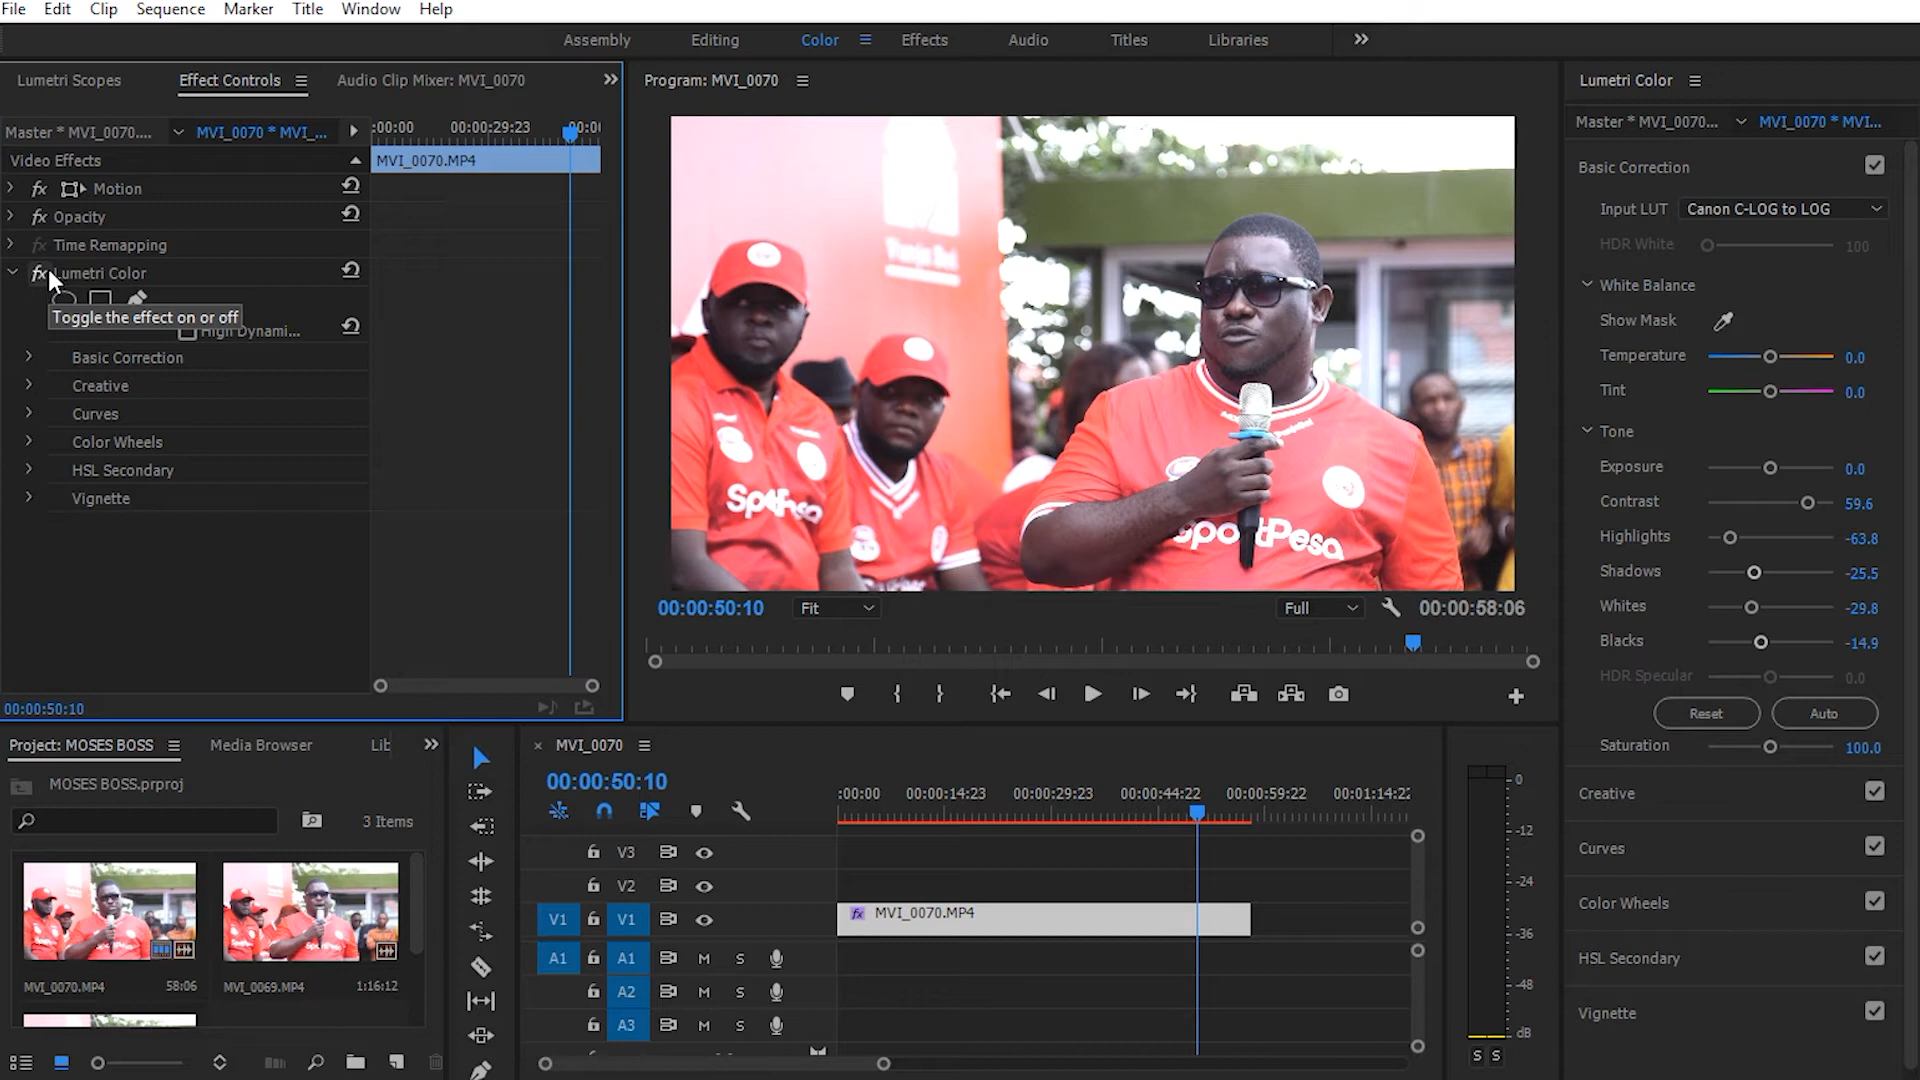 File Edit Clip Sequence Marker Title Window Help
Assembly Editing Color Effects Audio Titles Libraries
Lumetri Scopes Effect Controls Audio Clip Mixer: MVI_0070
Program: MVI_0070
Lumetri Color
Master * MVI_0070.... MVI_0070 * MVI_...
:00:00 00:00:29:23 00:0(
Video Effects
MVI_0070.MP4
fx Motion
fx Opacity
fx Time Remapping
fx Lumetri Color
Toggle the effect on or off
High Dynami...
Basic Correction
Creative
Curves
Color Wheels
HSL Secondary
Vignette
00:00:50:10
SportPesa
SportPesa
00:00:50:10 Fit Full 00:00:58:06
Master * MVI_0070... MVI_0070 * MVI...
Basic Correction
Input LUT Canon C-LOG to LOG
HDR White 100
White Balance
Show Mask
Temperature 0.0
Tint 0.0
Tone
Exposure 0.0
Contrast 59.6
Highlights -63.8
Shadows -25.5
Whites -29.8
Blacks -14.9
HDR Specular 0.0
Reset Auto
Saturation 100.0
Creative
Curves
Color Wheels
HSL Secondary
Vignette
Project: MOSES BOSS Media Browser Lit
MOSES BOSS.prproj
3 Items
MVI_0070.MP4 58:06 MVI_0069.MP4 1:16:12
× MVI_0070
00:00:50:10
:00:00 00:00:14:23 00:00:29:23 00:00:44:22 00:00:59:22 00:01:14:22
V3
V2
V1 V1 fx MVI_0070.MP4
A1 A1 M S
A2 M S
A3 M S
0
-12
-24
-36
-48
dB
S S